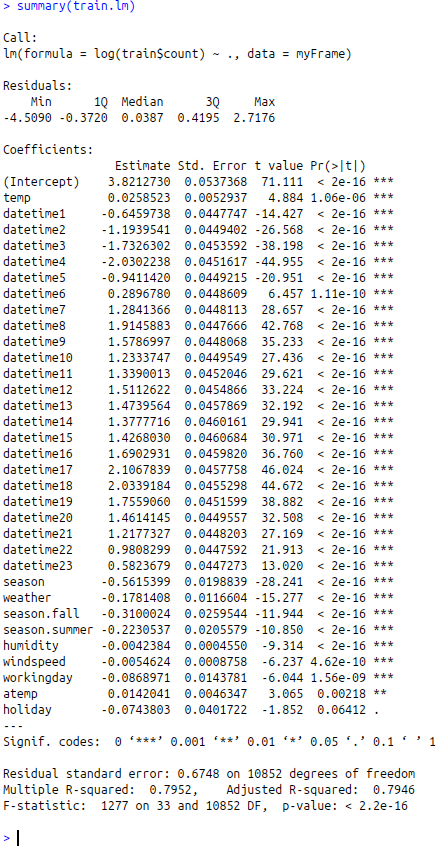 > summary(train.lm)

Call:
lm(formula = log(train$count) ~ ., data = myFrame)

Residuals:
    Min      1Q  Median      3Q     Max
-4.5090 -0.3720  0.0387  0.4195  2.7176

Coefficients:
                Estimate Std. Error t value Pr(>|t|)
(Intercept)    3.8212730  0.0537368  71.111  < 2e-16 ***
temp           0.0258523  0.0052937   4.884 1.06e-06 ***
datetime1     -0.6459738  0.0447747 -14.427  < 2e-16 ***
datetime2     -1.1939541  0.0449402 -26.568  < 2e-16 ***
datetime3     -1.7326302  0.0453592 -38.198  < 2e-16 ***
datetime4     -2.0302238  0.0451617 -44.955  < 2e-16 ***
datetime5     -0.9411420  0.0449215 -20.951  < 2e-16 ***
datetime6      0.2896780  0.0448609   6.457 1.11e-10 ***
datetime7      1.2841366  0.0448113  28.657  < 2e-16 ***
datetime8      1.9145883  0.0447666  42.768  < 2e-16 ***
datetime9      1.5786997  0.0448068  35.233  < 2e-16 ***
datetime10     1.2333747  0.0449549  27.436  < 2e-16 ***
datetime11     1.3390013  0.0452046  29.621  < 2e-16 ***
datetime12     1.5112622  0.0454866  33.224  < 2e-16 ***
datetime13     1.4739564  0.0457869  32.192  < 2e-16 ***
datetime14     1.3777716  0.0460161  29.941  < 2e-16 ***
datetime15     1.4268030  0.0460684  30.971  < 2e-16 ***
datetime16     1.6902931  0.0459820  36.760  < 2e-16 ***
datetime17     2.1067839  0.0457758  46.024  < 2e-16 ***
datetime18     2.0339184  0.0455298  44.672  < 2e-16 ***
datetime19     1.7559060  0.0451599  38.882  < 2e-16 ***
datetime20     1.4614145  0.0449557  32.508  < 2e-16 ***
datetime21     1.2177327  0.0448203  27.169  < 2e-16 ***
datetime22     0.9808299  0.0447592  21.913  < 2e-16 ***
datetime23     0.5823679  0.0447273  13.020  < 2e-16 ***
season        -0.5615399  0.0198839 -28.241  < 2e-16 ***
weather       -0.1781408  0.0116604 -15.277  < 2e-16 ***
season.fall   -0.3100024  0.0259544 -11.944  < 2e-16 ***
season.summer -0.2230537  0.0205579 -10.850  < 2e-16 ***
humidity      -0.0042384  0.0004550  -9.314  < 2e-16 ***
windspeed     -0.0054624  0.0008758  -6.237 4.62e-10 ***
workingday    -0.0868971  0.0143781  -6.044 1.56e-09 ***
atemp          0.0142041  0.0046347   3.065  0.00218 **
holiday       -0.0743803  0.0401722  -1.852  0.06412 .
---
Signif. codes:  0 ‘***’ 0.001 ‘**’ 0.01 ‘*’ 0.05 ‘.’ 0.1 ‘ ’ 1

Residual standard error: 0.6748 on 10852 degrees of freedom
Multiple R-squared:  0.7952,    Adjusted R-squared:  0.7946
F-statistic:  1277 on 33 and 10852 DF,  p-value: < 2.2e-16

>